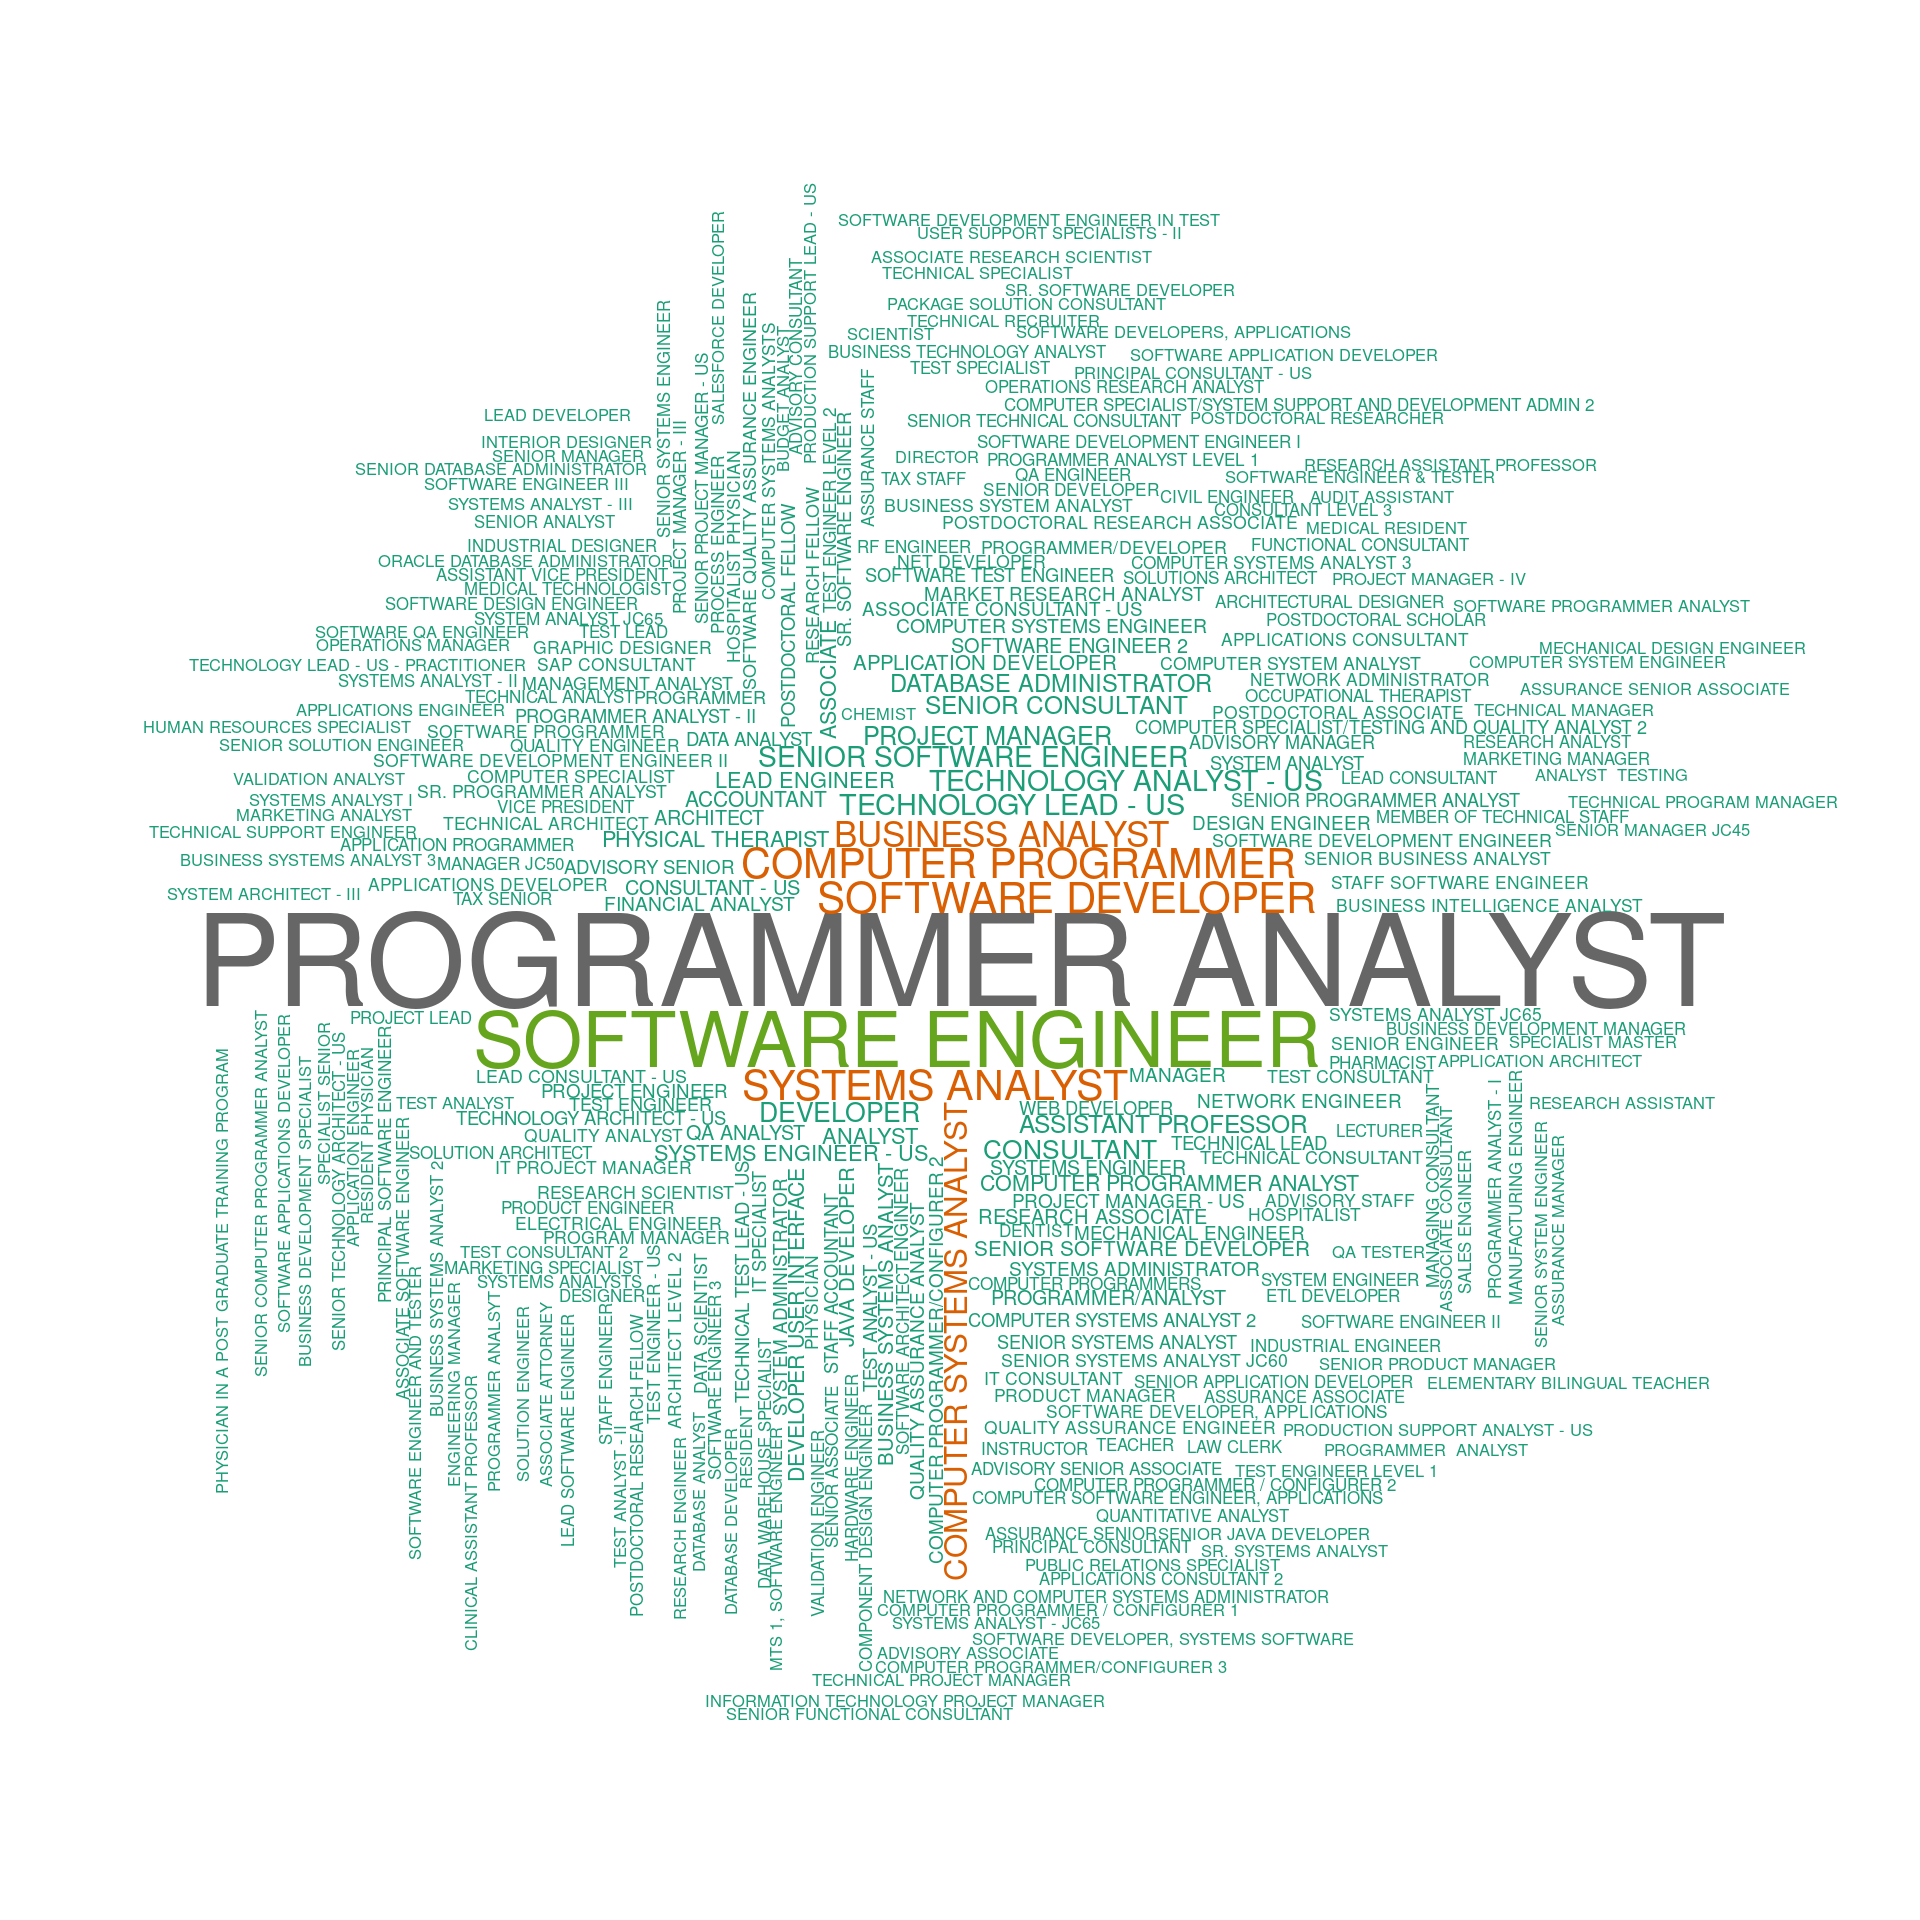 PRODUCTION SUPPORT LEAD - US
SALESFORCE DEVELOPER
SOFTWARE DEVELOPMENT ENGINEER IN TEST
USER SUPPORT SPECIALISTS - II
ASSOCIATE RESEARCH SCIENTIST
TECHNICAL SPECIALIST
ADVISORY CONSULTANT
SR. SOFTWARE DEVELOPER
PACKAGE SOLUTION CONSULTANT
SOFTWARE QUALITY ASSURANCE ENGINEER
SENIOR SYSTEMS ENGINEER
TECHNICAL RECRUITER
SCIENTIST
SOFTWARE DEVELOPERS, APPLICATIONS
COMPUTER SYSTEMS ANALYSTS
BUDGET ANALYST
BUSINESS TECHNOLOGY ANALYST
SOFTWARE APPLICATION DEVELOPER
SENIOR PROJECT MANAGER - US
TEST SPECIALIST
PRINCIPAL CONSULTANT - US
ASSURANCE STAFF
OPERATIONS RESEARCH ANALYST
COMPUTER SPECIALIST/SYSTEM SUPPORT AND DEVELOPMENT ADMIN 2
LEAD DEVELOPER
SENIOR TECHNICAL CONSULTANT
POSTDOCTORAL RESEARCHER
ASSOCIATE
TEST ENGINEER LEVEL 2
SR. SOFTWARE ENGINEER
PROJECT MANAGER - III
INTERIOR DESIGNER
SOFTWARE DEVELOPMENT ENGINEER I
SENIOR MANAGER
HOSPITALIST PHYSICIAN
PROCESS ENGINEER
DIRECTOR
PROGRAMMER ANALYST LEVEL 1
RESEARCH ASSISTANT PROFESSOR
SENIOR DATABASE ADMINISTRATOR
TAX STAFF
QA ENGINEER
SOFTWARE ENGINEER & TESTER
SOFTWARE ENGINEER III
RESEARCH FELLOW
SENIOR DEVELOPER
CIVIL ENGINEER
AUDIT ASSISTANT
SYSTEMS ANALYST - III
POSTDOCTORAL FELLOW
BUSINESS SYSTEM ANALYST
CONSULTANT LEVEL 3
SENIOR ANALYST
POSTDOCTORAL RESEARCH ASSOCIATE
MEDICAL RESIDENT
INDUSTRIAL DESIGNER
RF ENGINEER
PROGRAMMER/DEVELOPER
FUNCTIONAL CONSULTANT
ORACLE DATABASE ADMINISTRATOR
.NET DEVELOPER
COMPUTER SYSTEMS ANALYST 3
ASSISTANT VICE PRESIDENT
SOFTWARE TEST ENGINEER
SOLUTIONS ARCHITECT
PROJECT MANAGER - IV
MEDICAL TECHNOLOGIST
MARKET RESEARCH ANALYST
SOFTWARE DESIGN ENGINEER
ASSOCIATE CONSULTANT - US
ARCHITECTURAL DESIGNER
SOFTWARE PROGRAMMER ANALYST
SYSTEM ANALYST JC65
COMPUTER SYSTEMS ENGINEER
POSTDOCTORAL SCHOLAR
SOFTWARE QA ENGINEER
TEST LEAD
OPERATIONS MANAGER
GRAPHIC DESIGNER
SOFTWARE ENGINEER 2
APPLICATIONS CONSULTANT
MECHANICAL DESIGN ENGINEER
TECHNOLOGY LEAD - US - PRACTITIONER
SAP CONSULTANT
APPLICATION DEVELOPER
COMPUTER SYSTEM ANALYST
COMPUTER SYSTEM ENGINEER
SYSTEMS ANALYST - II
MANAGEMENT ANALYST
DATABASE ADMINISTRATOR
NETWORK ADMINISTRATOR
ASSURANCE SENIOR ASSOCIATE
TECHNICAL ANALYST
PROGRAMMER
SENIOR CONSULTANT
OCCUPATIONAL THERAPIST
APPLICATIONS ENGINEER
PROGRAMMER ANALYST - II
CHEMIST
POSTDOCTORAL ASSOCIATE
TECHNICAL MANAGER
HUMAN RESOURCES SPECIALIST
SOFTWARE PROGRAMMER
DATA ANALYST
PROJECT MANAGER
COMPUTER SPECIALIST/TESTING AND QUALITY ANALYST 2
SENIOR SOLUTION ENGINEER
QUALITY ENGINEER
ADVISORY MANAGER
RESEARCH ANALYST
SOFTWARE DEVELOPMENT ENGINEER II
SENIOR SOFTWARE ENGINEER
SYSTEM ANALYST
MARKETING MANAGER
VALIDATION ANALYST
COMPUTER SPECIALIST
LEAD ENGINEER
TECHNOLOGY ANALYST - US
LEAD CONSULTANT
ANALYST  TESTING
SR. PROGRAMMER ANALYST
SYSTEMS ANALYST I
VICE PRESIDENT
ACCOUNTANT
TECHNOLOGY LEAD - US
SENIOR PROGRAMMER ANALYST
TECHNICAL PROGRAM MANAGER
MARKETING ANALYST
TECHNICAL ARCHITECT
ARCHITECT
DESIGN ENGINEER
MEMBER OF TECHNICAL STAFF
TECHNICAL SUPPORT ENGINEER
APPLICATION PROGRAMMER
PHYSICAL THERAPIST
BUSINESS ANALYST
SOFTWARE DEVELOPMENT ENGINEER
SENIOR MANAGER JC45
BUSINESS SYSTEMS ANALYST 3
MANAGER JC50
ADVISORY SENIOR
COMPUTER PROGRAMMER
SENIOR BUSINESS ANALYST
SYSTEM ARCHITECT - III
APPLICATIONS DEVELOPER
CONSULTANT - US
SOFTWARE DEVELOPER
STAFF SOFTWARE ENGINEER
TAX SENIOR
FINANCIAL ANALYST
BUSINESS INTELLIGENCE ANALYST
PROGRAMMER ANALYST
PROJECT LEAD
SOFTWARE ENGINEER
SYSTEMS ANALYST JC65
BUSINESS DEVELOPMENT MANAGER
SENIOR ENGINEER
SPECIALIST MASTER
PHARMACIST
APPLICATION ARCHITECT
PHYSICIAN IN A POST GRADUATE TRAINING PROGRAM
SENIOR COMPUTER PROGRAMMER ANALYST
SOFTWARE APPLICATIONS DEVELOPER
BUSINESS DEVELOPMENT SPECIALIST
SPECIALIST SENIOR
SENIOR TECHNOLOGY ARCHITECT - US
APPLICATION ENGINEER
RESIDENT PHYSICIAN
PRINCIPAL SOFTWARE ENGINEER
LEAD CONSULTANT - US
SYSTEMS ANALYST
MANAGER
TEST CONSULTANT
PROJECT ENGINEER
TEST ANALYST
TEST ENGINEER
DEVELOPER
WEB DEVELOPER
NETWORK ENGINEER
RESEARCH ASSISTANT
TECHNOLOGY ARCHITECT - US
ASSISTANT PROFESSOR
QUALITY ANALYST
QA ANALYST
ANALYST
LECTURER
SOLUTION ARCHITECT
SYSTEMS ENGINEER - US
CONSULTANT
TECHNICAL LEAD
TECHNICAL CONSULTANT
IT PROJECT MANAGER
SYSTEMS ENGINEER
COMPUTER PROGRAMMER ANALYST
RESEARCH SCIENTIST
PROJECT MANAGER - US
ADVISORY STAFF
PRODUCT ENGINEER
RESEARCH ASSOCIATE
HOSPITALIST
ELECTRICAL ENGINEER
DENTIST
MECHANICAL ENGINEER
PROGRAM MANAGER
SENIOR SOFTWARE DEVELOPER
QA TESTER
TEST CONSULTANT 2
MARKETING SPECIALIST
SYSTEMS ADMINISTRATOR
SYSTEMS ANALYSTS
COMPUTER PROGRAMMERS
SYSTEM ENGINEER
DESIGNER
PROGRAMMER/ANALYST
ETL DEVELOPER
ASSOCIATE SOFTWARE ENGINEER
SOFTWARE ENGINEER AND TESTER
BUSINESS SYSTEMS ANALYST 2
ENGINEERING MANAGER
CLINICAL ASSISTANT PROFESSOR
PROGRAMMER ANALSYT
SOLUTION ENGINEER
ASSOCIATE ATTORNEY
LEAD SOFTWARE ENGINEER
STAFF ENGINEER
TEST ANALYST - II
POSTDOCTORAL RESEARCH FELLOW
TEST ENGINEER - US
ARCHITECT LEVEL 2
RESEARCH ENGINEER
DATA SCIENTIST
DATABASE ANALYST
SOFTWARE ENGINEER 3
DATABASE DEVELOPER
TECHNICAL TEST LEAD - US
RESIDENT
IT SPECIALIST
DATA WAREHOUSE SPECIALIST
SYSTEM ADMINISTRATOR
MTS 1, SOFTWARE ENGINEER
DEVELOPER USER INTERFACE
PHYSICIAN
VALIDATION ENGINEER
STAFF ACCOUNTANT
SENIOR ASSOCIATE
JAVA DEVELOPER
HARDWARE ENGINEER
TEST ANALYST - US
COMPONENT DESIGN ENGINEER
BUSINESS SYSTEMS ANALYST
SOFTWARE ARCHITECT
ENGINEER
QUALITY ASSURANCE ANALYST
COMPUTER PROGRAMMER/CONFIGURER 2
COMPUTER SYSTEMS ANALYST
MANAGING CONSULTANT
ASSOCIATE CONSULTANT
SALES ENGINEER
PROGRAMMER ANALYST - I
MANUFACTURING ENGINEER
SENIOR SYSTEM ENGINEER
ASSURANCE MANAGER
COMPUTER SYSTEMS ANALYST 2
SOFTWARE ENGINEER II
SENIOR SYSTEMS ANALYST
INDUSTRIAL ENGINEER
SENIOR SYSTEMS ANALYST JC60
SENIOR PRODUCT MANAGER
IT CONSULTANT
SENIOR APPLICATION DEVELOPER
ELEMENTARY BILINGUAL TEACHER
PRODUCT MANAGER
ASSURANCE ASSOCIATE
SOFTWARE DEVELOPER, APPLICATIONS
QUALITY ASSURANCE ENGINEER
PRODUCTION SUPPORT ANALYST - US
INSTRUCTOR
TEACHER
LAW CLERK
PROGRAMMER  ANALYST
ADVISORY SENIOR ASSOCIATE
TEST ENGINEER LEVEL 1
COMPUTER PROGRAMMER / CONFIGURER 2
COMPUTER SOFTWARE ENGINEER, APPLICATIONS
QUANTITATIVE ANALYST
ASSURANCE SENIOR
SENIOR JAVA DEVELOPER
PRINCIPAL CONSULTANT
SR. SYSTEMS ANALYST
PUBLIC RELATIONS SPECIALIST
APPLICATIONS CONSULTANT 2
NETWORK AND COMPUTER SYSTEMS ADMINISTRATOR
COMPUTER PROGRAMMER / CONFIGURER 1
SYSTEMS ANALYST - JC65
SOFTWARE DEVELOPER, SYSTEMS SOFTWARE
ADVISORY ASSOCIATE
COMPUTER PROGRAMMER/CONFIGURER 3
TECHNICAL PROJECT MANAGER
INFORMATION TECHNOLOGY PROJECT MANAGER
SENIOR FUNCTIONAL CONSULTANT